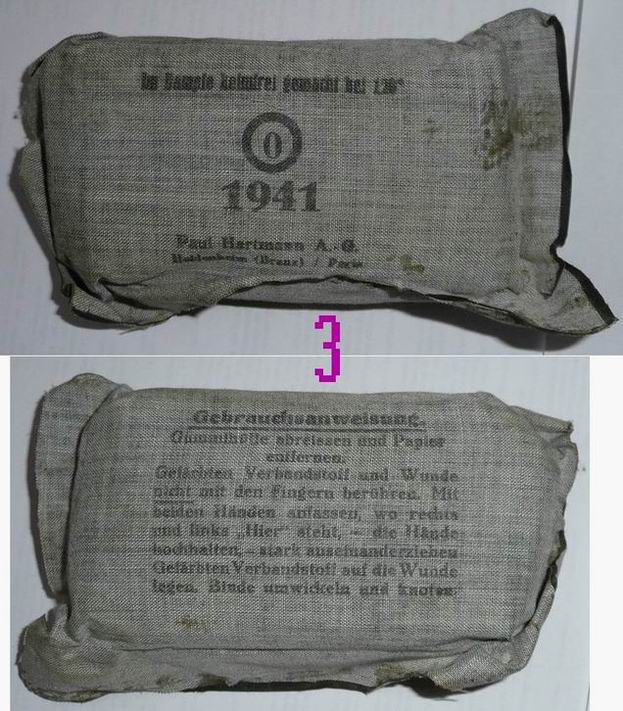 Im Dampfe keimfrei gemacht bei 120°
0
1941
Paul Hartmann A. G.
Heidenheim (Brenz) / Paris
3
Gebrauchsanweisung.
Gummihülle abreissen und Papier
entfernen.
Gefärbten Verbandstoff und Wunde
nicht mit den Fingern berühren. Mit
beiden Händen anfassen, wo rechts
und links „Hier" steht, – die Hände
hochhalten, – stark auseinanderziehen
Gefärbten Verbandstoff auf die Wunde
legen. Binde umwickeln und knoten.